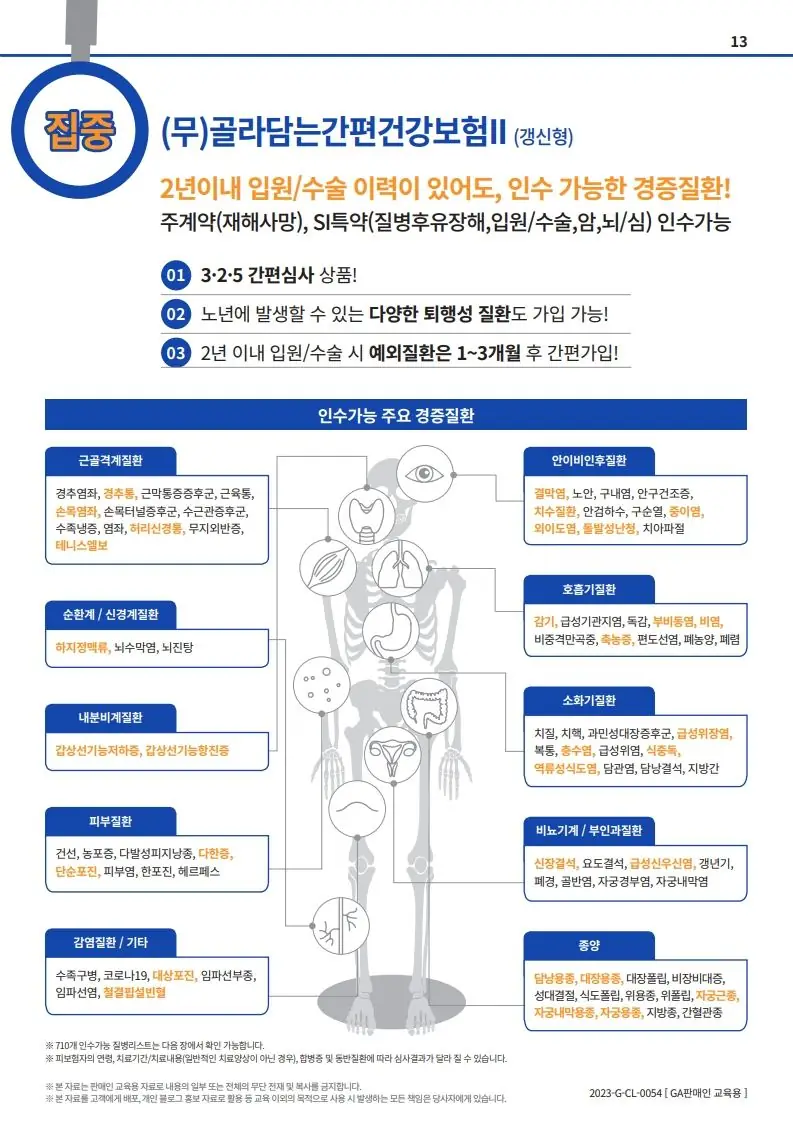 13
집중
(무)골라담는간편건강보험II (갱신형)
2년이내 입원/수술 이력이 있어도, 인수 가능한 경증질환!
주계약(재해사망), SI특약(질병후유장해,입원/수술,암,뇌/심) 인수가능
01 3·2·5 간편심사 상품!
02 노년에 발생할 수 있는 다양한 퇴행성 질환도 가입 가능!
03 2년 이내 입원/수술 시 예외질환은 1~3개월 후 간편가입!
인수가능 주요 경증질환
근골격계질환
경추염좌, 경추통, 근막통증증후군, 근육통,
손목염좌, 손목터널증후군, 수근관증후군,
수족냉증, 염좌, 허리신경통, 무지외반증,
테니스엘보
순환계 / 신경계질환
하지정맥류, 뇌수막염, 뇌진탕
내분비계질환
갑상선기능저하증, 갑상선기능항진증
피부질환
건선, 농포증, 다발성피지낭종, 다한증,
단순포진, 피부염, 한포진, 헤르페스
감염질환 / 기타
수족구병, 코로나19, 대상포진, 임파선부종,
임파선염, 철결핍설빈혈
안이비인후질환
결막염, 노안, 구내염, 안구건조증,
치수질환, 안검하수, 구순열, 중이염,
외이도염, 돌발성난청, 치아파절
호흡기질환
감기, 급성기관지염, 독감, 부비동염, 비염,
비중격만곡증, 축농증, 편도선염, 폐농양, 폐렴
소화기질환
치질, 치핵, 과민성대장증후군, 급성위장염,
복통, 충수염, 급성위염, 식중독,
역류성식도염, 담관염, 담낭결석, 지방간
비뇨기계 / 부인과질환
신장결석, 요도결석, 급성신우신염, 갱년기,
폐경, 골반염, 자궁경부염, 자궁내막염
종양
담낭용종, 대장용종, 대장폴립, 비장비대증,
성대결절, 식도폴립, 위용종, 위폴립, 자궁근종,
자궁내막용종, 자궁용종, 지방종, 간혈관종
※ 710개 인수가능 질병리스트는 다음 장에서 확인 가능합니다.
※ 피보험자의 연령, 치료기간/치료내용(일반적인 치료양상이 아닌 경우), 합병증 및 동반질환에 따라 심사결과가 달라 질 수 있습니다.
※ 본 자료는 판매인 교육용 자료로 내용의 일부 또는 전체의 무단 전재 및 복사를 금지합니다.
※ 본 자료를 고객에게 배포, 개인 블로그 홍보 자료로 활용 등 교육 이외의 목적으로 사용 시 발생하는 모든 책임은 당사자에게 있습니다.
2023-G-CL-0054 [ GA판매인 교육용 ]